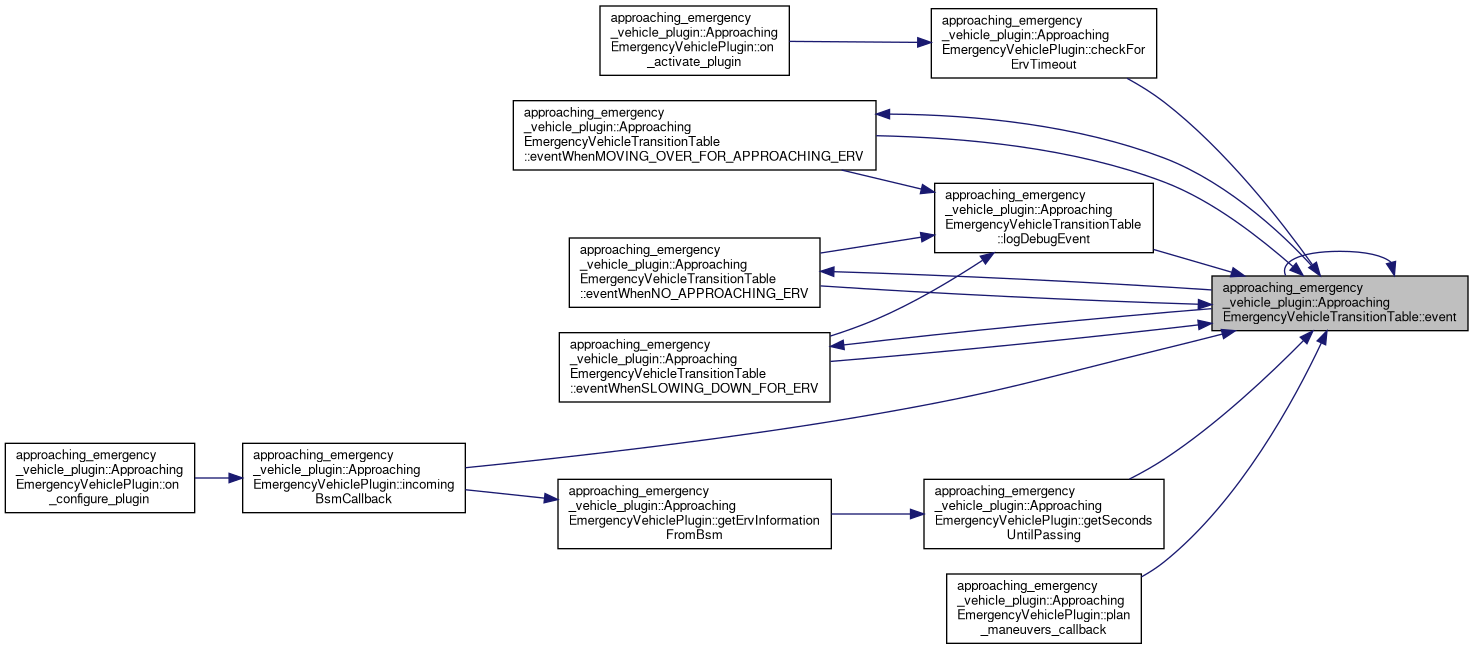 approaching_emergency
_vehicle_plugin::Approaching
EmergencyVehiclePlugin::on
_activate_plugin
approaching_emergency
_vehicle_plugin::Approaching
EmergencyVehiclePlugin::checkFor
ErvTimeout
approaching_emergency
_vehicle_plugin::Approaching
EmergencyVehicleTransitionTable
::eventWhenMOVING_OVER_FOR_APPROACHING_ERV
approaching_emergency
_vehicle_plugin::Approaching
EmergencyVehicleTransitionTable
::logDebugEvent
approaching_emergency
_vehicle_plugin::Approaching
EmergencyVehicleTransitionTable
::eventWhenNO_APPROACHING_ERV
approaching_emergency
_vehicle_plugin::Approaching
EmergencyVehicleTransitionTable::event
approaching_emergency
_vehicle_plugin::Approaching
EmergencyVehicleTransitionTable
::eventWhenSLOWING_DOWN_FOR_ERV
approaching_emergency
_vehicle_plugin::Approaching
EmergencyVehiclePlugin::on
_configure_plugin
approaching_emergency
_vehicle_plugin::Approaching
EmergencyVehiclePlugin::incoming
BsmCallback
approaching_emergency
_vehicle_plugin::Approaching
EmergencyVehiclePlugin::getErvInformation
FromBsm
approaching_emergency
_vehicle_plugin::Approaching
EmergencyVehiclePlugin::getSeconds
UntilPassing
approaching_emergency
_vehicle_plugin::Approaching
EmergencyVehiclePlugin::plan
_maneuvers_callback